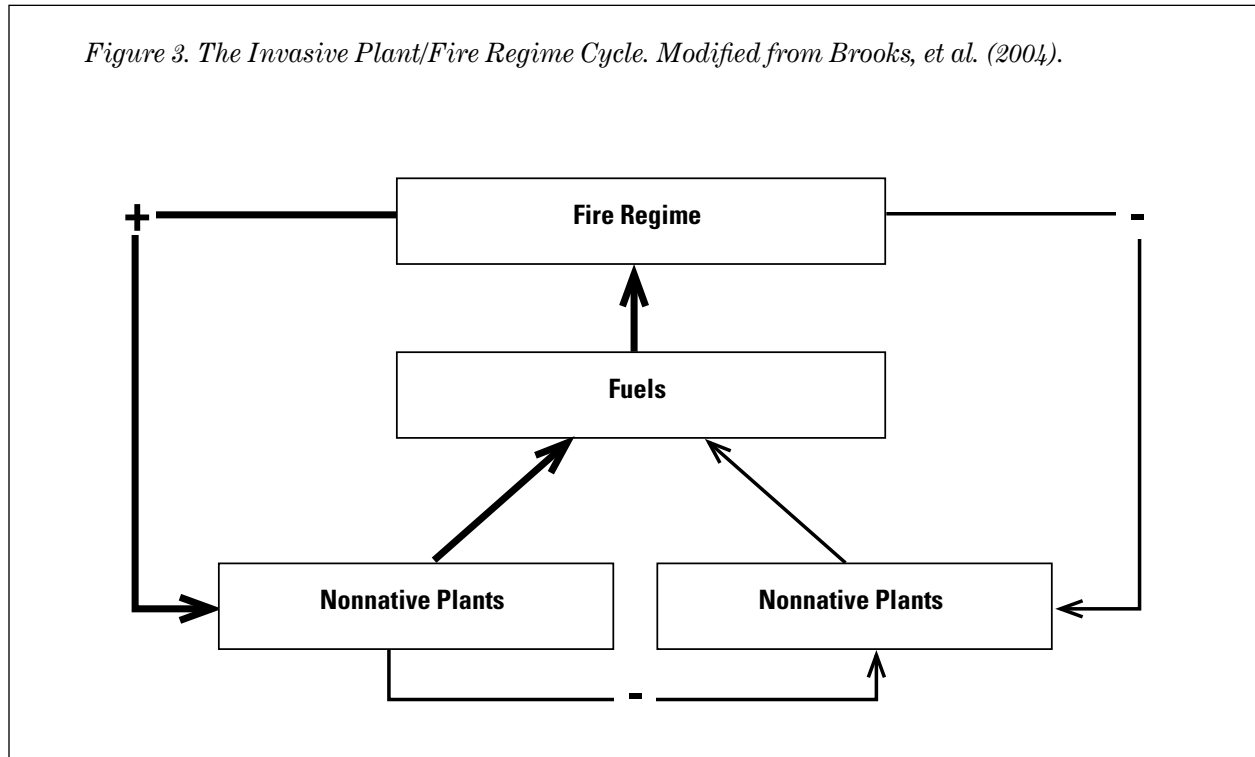 Figure 3. The Invasive Plant/Fire Regime Cycle. Modified from Brooks, et al. (2004).
+
Fire Regime
-
Fuels
Nonnative Plants
Nonnative Plants
-